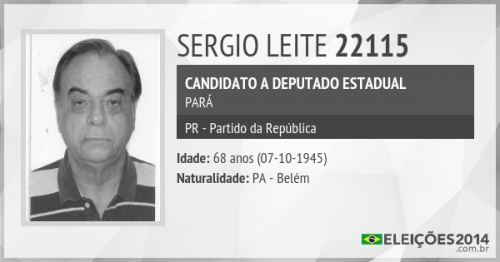 SERGIO LEITE 22115
CANDIDATO A DEPUTADO ESTADUAL
PARÁ
PR - Partido da República
Idade: 68 anos (07-10-1945)
Naturalidade: PA - Belém
ELEIÇÕES2014
.com.br